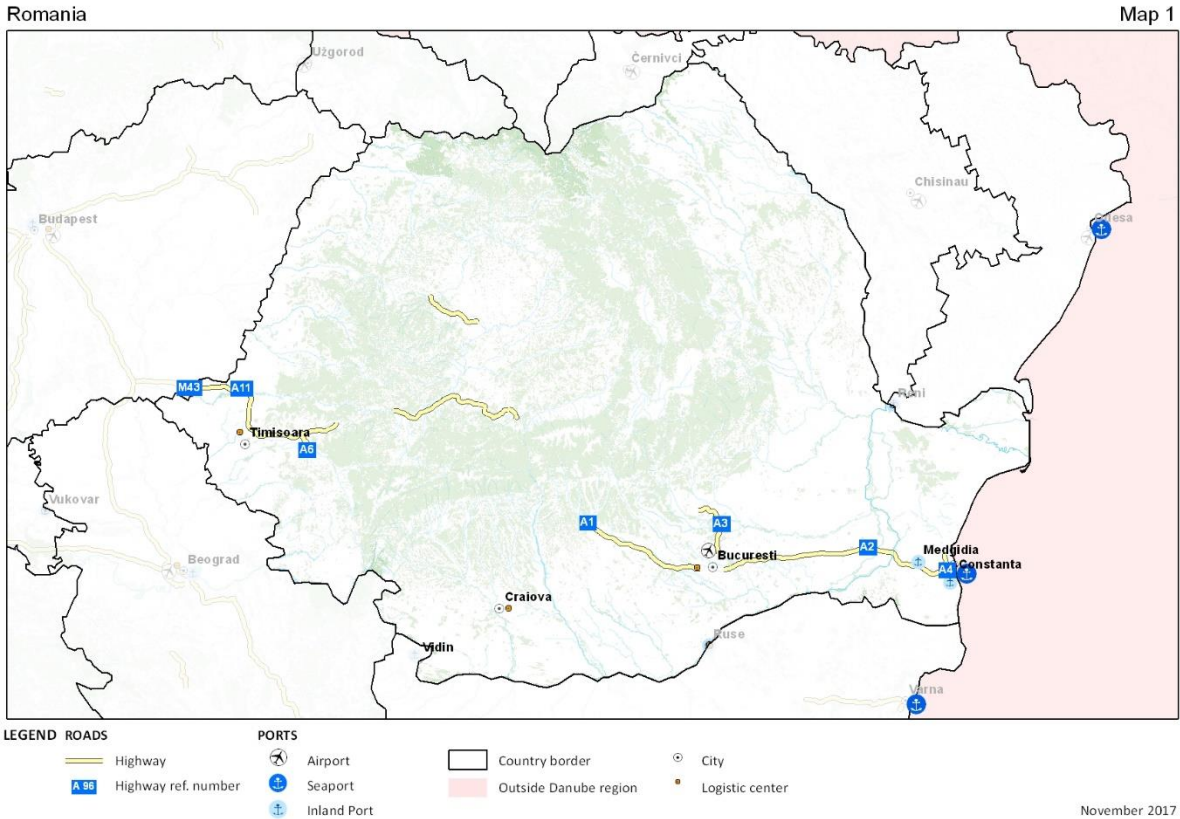 Romania
Map 1
Užgorod
Černivci
Chisinau
Budapest
Odesa
M43
A11
Reni
Timisoara
A6
Vukovar
A1
A3
A2
Bucuresti
Medgidia
A4
Constanta
Beograd
Craiova
Ruse
Vidin
Varna
LEGEND
ROADS
PORTS
Highway
Airport
Country border
City
A 96
Highway ref. number
Seaport
Outside Danube region
Logistic center
Inland Port
November 2017